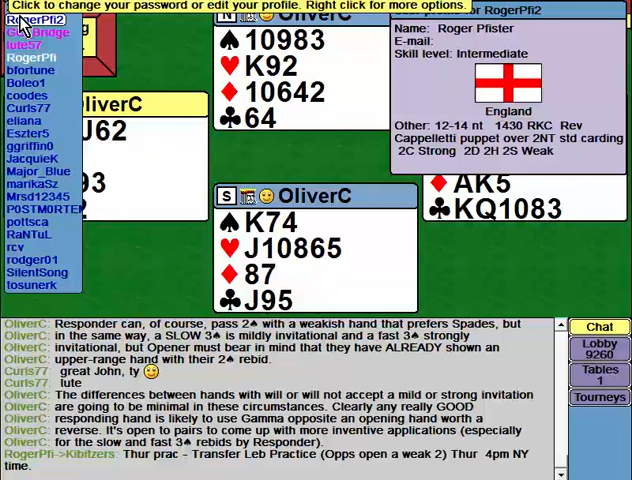 Click to change your password or edit your profile. Right click for more options.
RogerPfi2
lute57
RogerPfi
bfortune
Boleo1
coodes
Curls77
eliana
Eszter5
ggriffin0
JacquieK
Major_Blue
marikaSz
Mrsd12345
P0STM0RTEM
pottsca
RaNTuL
rcv
rodger01
SilentSong
tosunerk
OliverC
J62
93
N
10983
K92
10642
64
S OliverC
K74
J10865
87
J95
RogerPfi2
Name: Roger Pfister
E-mail:
Skill level: Intermediate
England
Other: 12-14 nt 1430 RKC Rev
Cappelletti puppet over 2NT std carding
2C Strong 2D 2H 2S Weak
AK5
KQ1083
OliverC: Responder can, of course, pass 2♠ with a weakish hand that prefers Spades, but
in the same way, a SLOW 3♠ is mildly invitational and a fast 3♠ strongly
invitational, but Opener must bear in mind that they have ALREADY shown an
upper-range hand with their 2♠ rebid.
Curls77 great John, ty
Curls77 lute
OliverC: The differences between hands with will or will not accept a mild or strong invitation
are going to be minimal in these circumstances. Clearly any really GOOD
responding hand is likely to use Gamma opposite an opening hand worth a
reverse. It's open to pairs to come up with more inventive applications (especially
for the slow and fast 3♠ rebids by Responder).
RogerPfi->Kibitzers: Thur prac - Transfer Leb Practice (Opps open a weak 2) Thur 4pm NY
time.
Chat
Lobby
9260
Tables
1
Tourneys